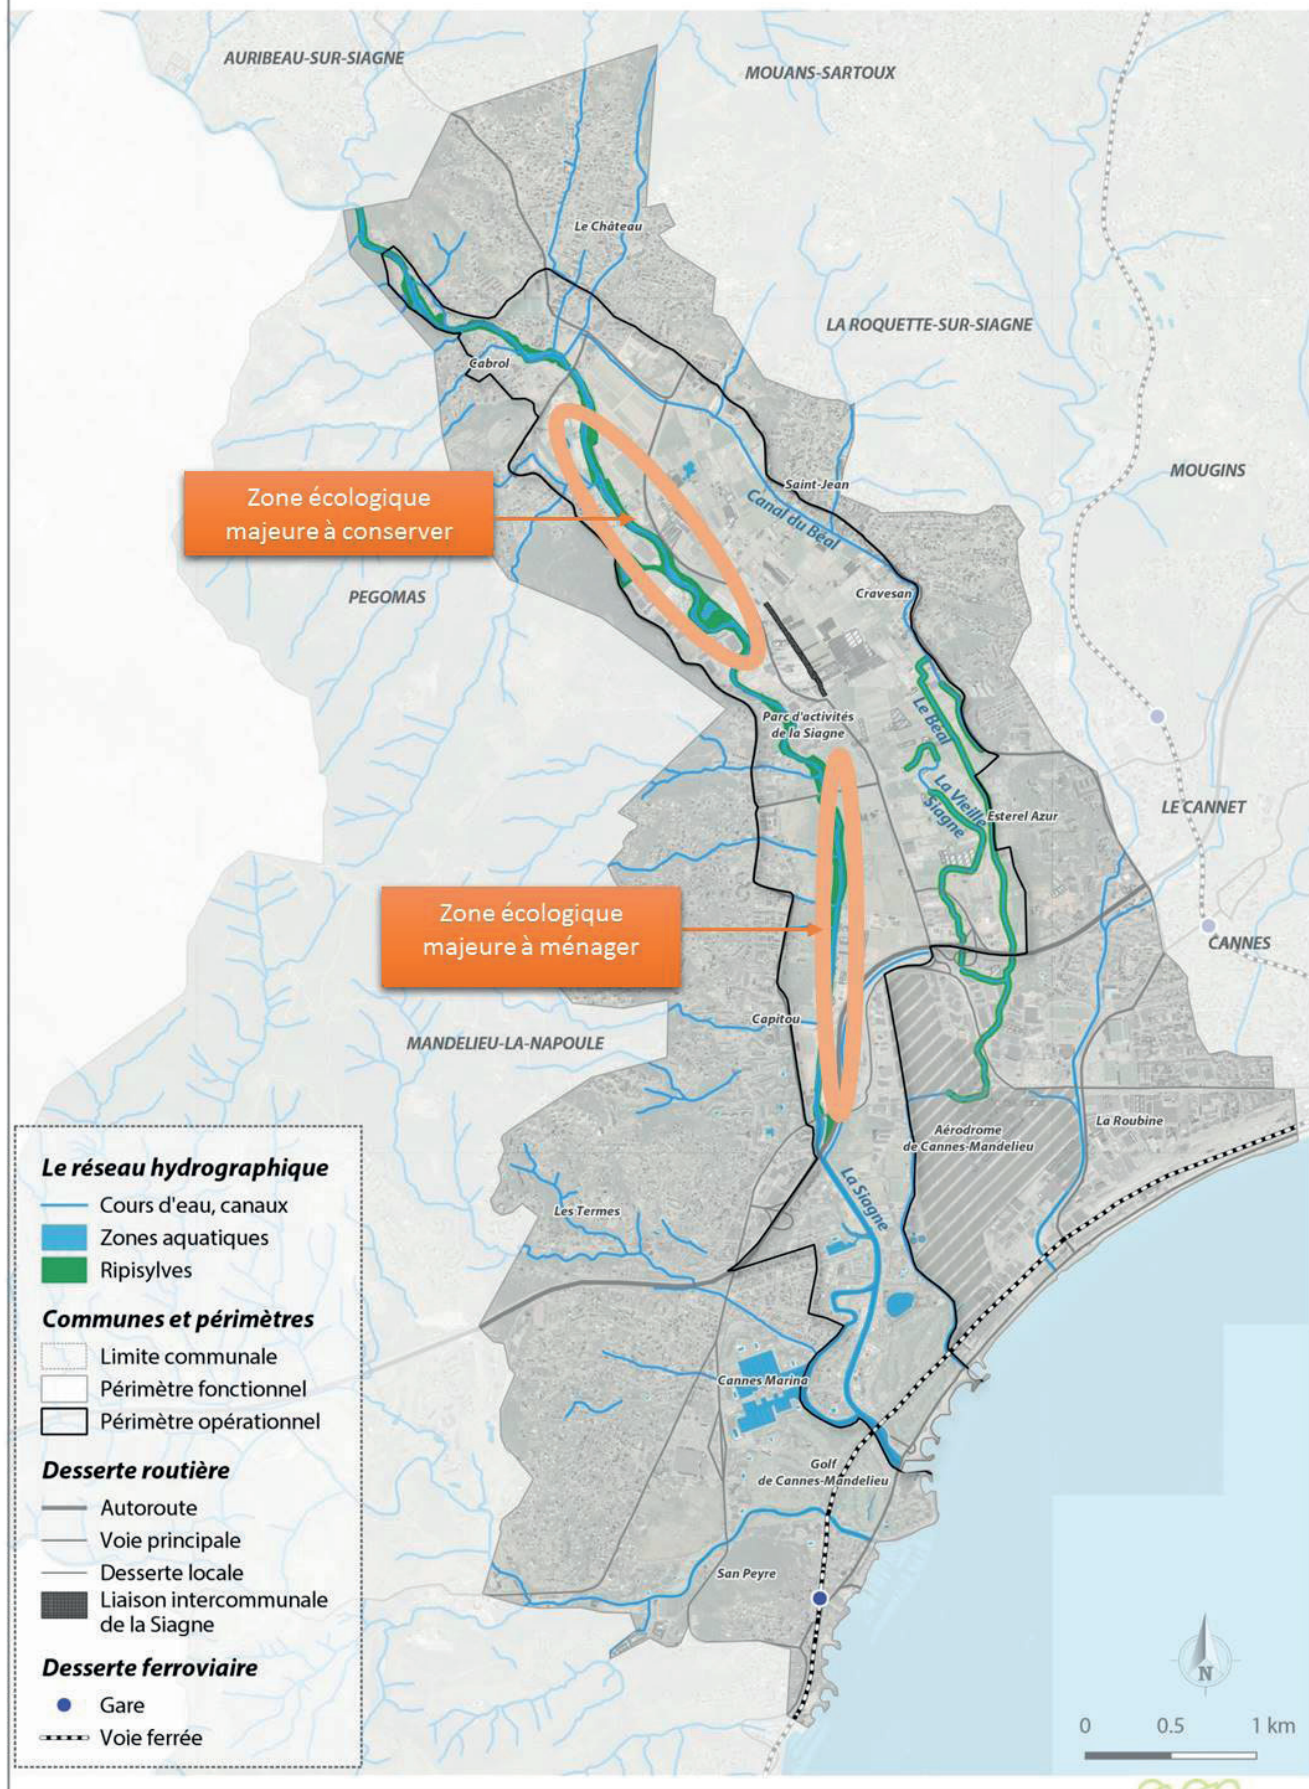 AURIBEAU-SUR-SIAGNE
MOUANS-SARTOUX
Le Château
LA ROQUETTE-SUR-SIAGNE
Cabrol
MOUGINS
Saint-Jean
Zone écologique
majeure à conserver
Canal du Béal
PEGOMAS
Cravesan
Le Béal
Parc d'activités
de la Siagne
La Vieille
Siagne
LE CANNET
Esterel Azur
Zone écologique
majeure à ménager
CANNES
Capitou
MANDELIEU-LA-NAPOULE
La Roubine
Aérodrome
de Cannes-Mandelieu
La Siagne
Les Termes
Cannes Marina
Golf
de Cannes-Mandelieu
San Peyre
Le réseau hydrographique
Cours d'eau, canaux
Zones aquatiques
Ripisylves
Communes et périmètres
Limite communale
Périmètre fonctionnel
Périmètre opérationnel
Desserte routière
Autoroute
Voie principale
Desserte locale
Liaison intercommunale
de la Siagne
Desserte ferroviaire
Gare
Voie ferrée
N
0 0.5 1 km